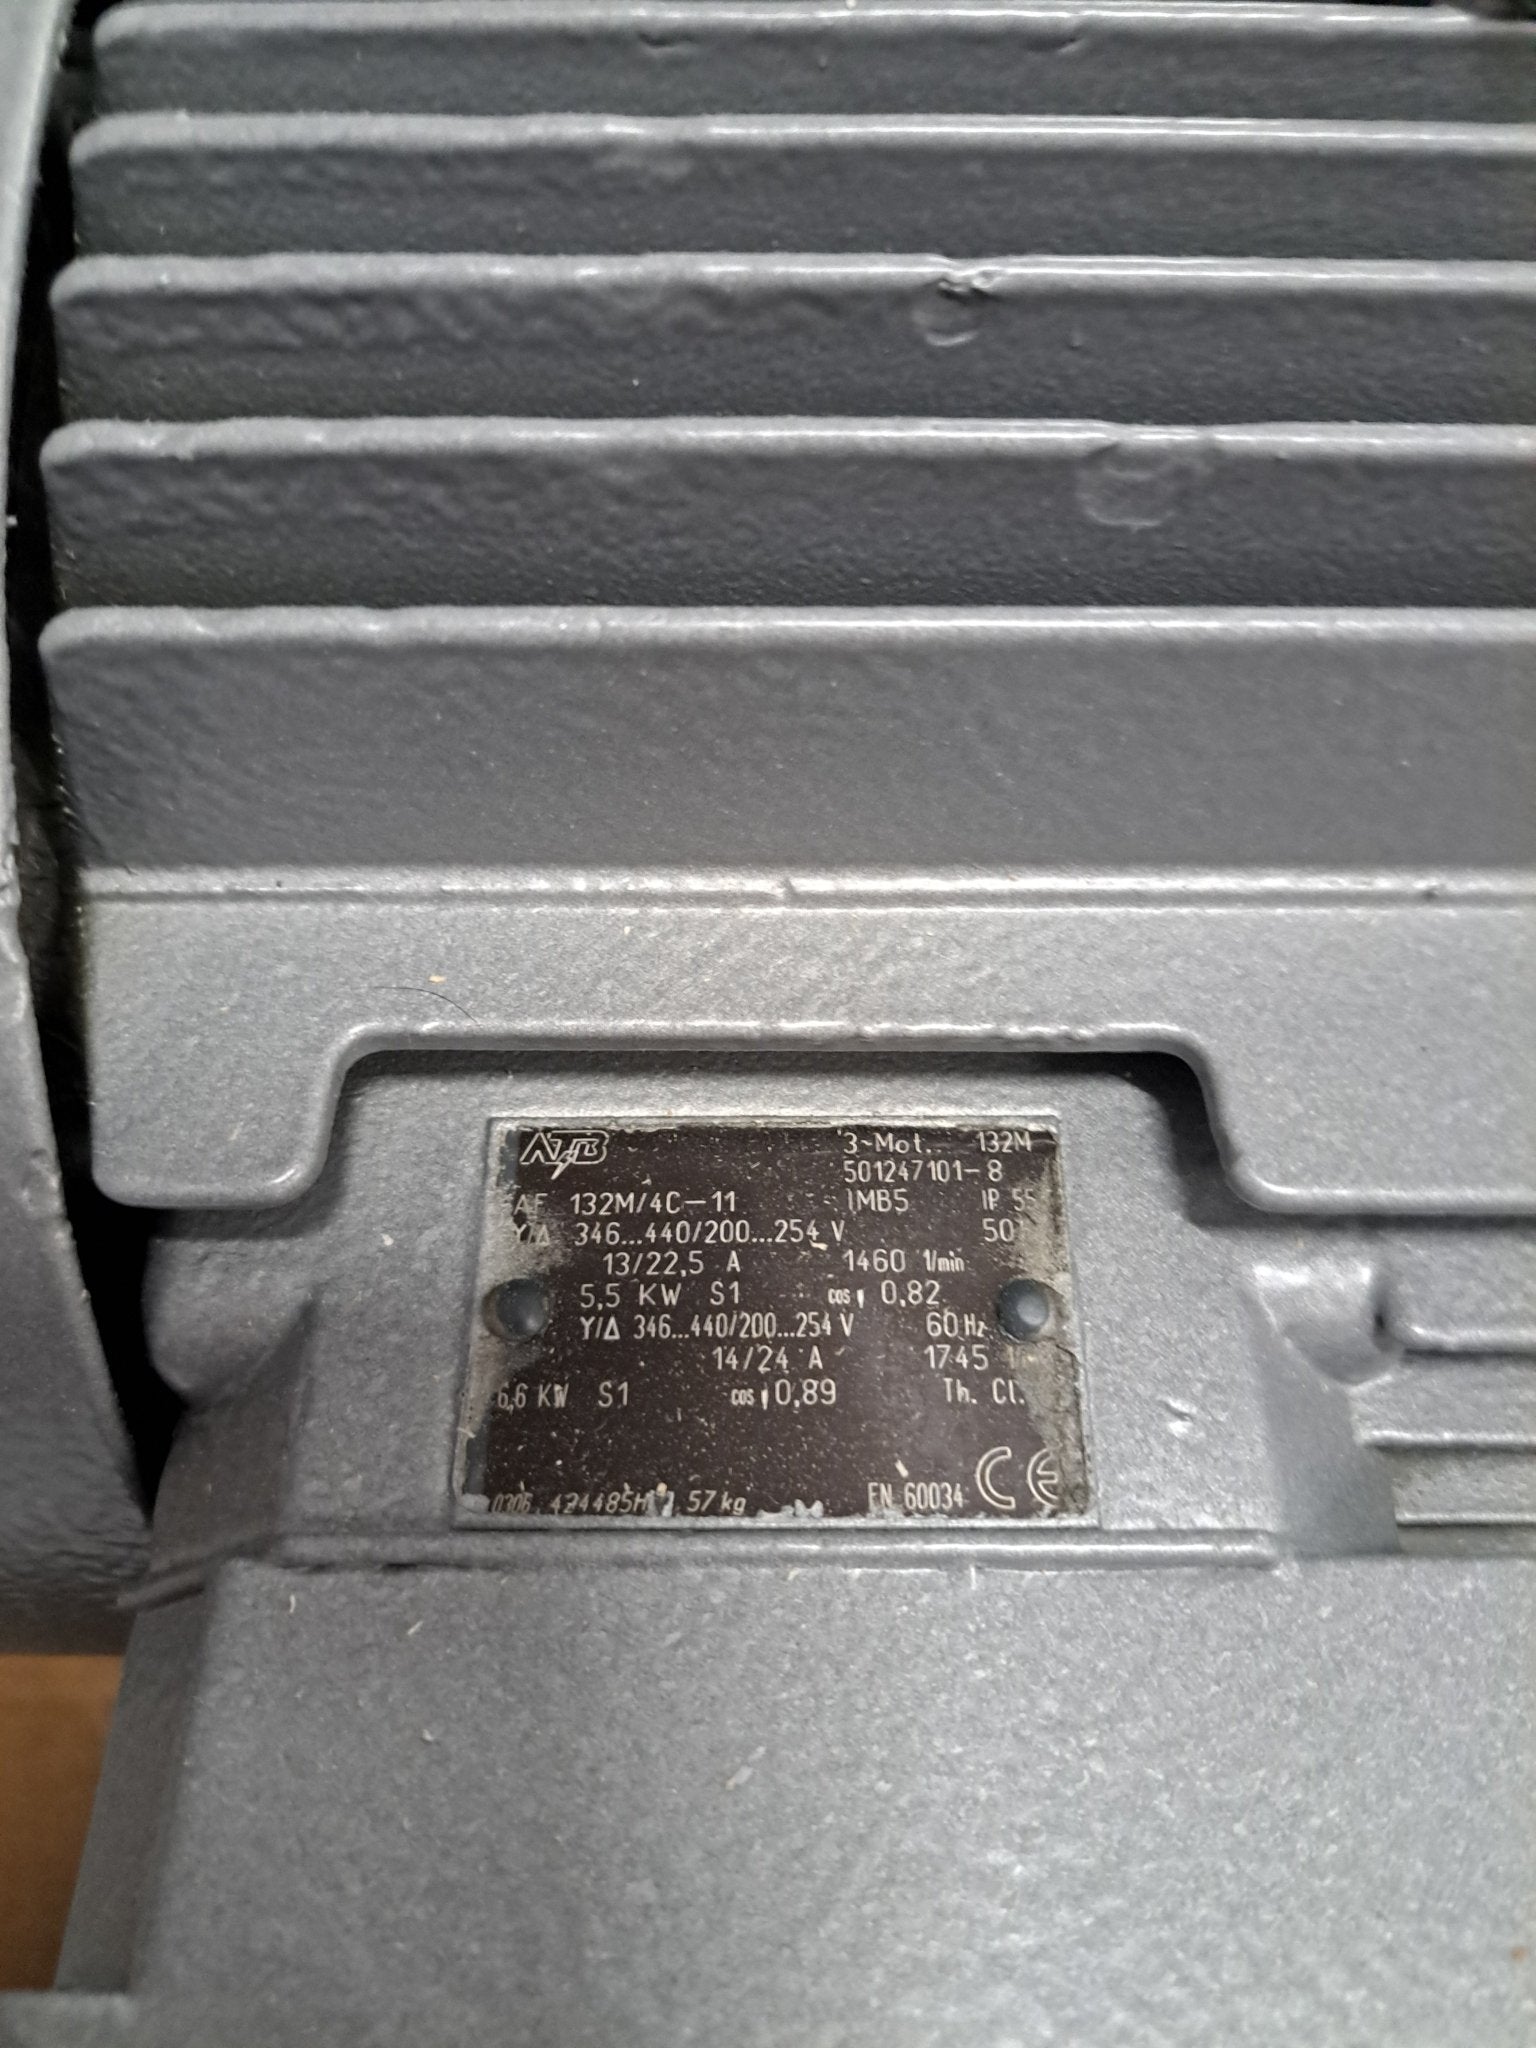 ATB 3~Mot. 132M
501247101-8
AF 132M/4C-11 IMB5 IP 55
Y/Δ 346...440/200...254 V 50
13/22,5 A 1460 1/min
5,5 KW S1 cos φ 0,82
Y/Δ 346...440/200...254 V 60 Hz
14/24 A 1745
6,6 KW S1 cos φ 0,89 Th. Cl.
0306 424485H 57 kg EN 60034 CE